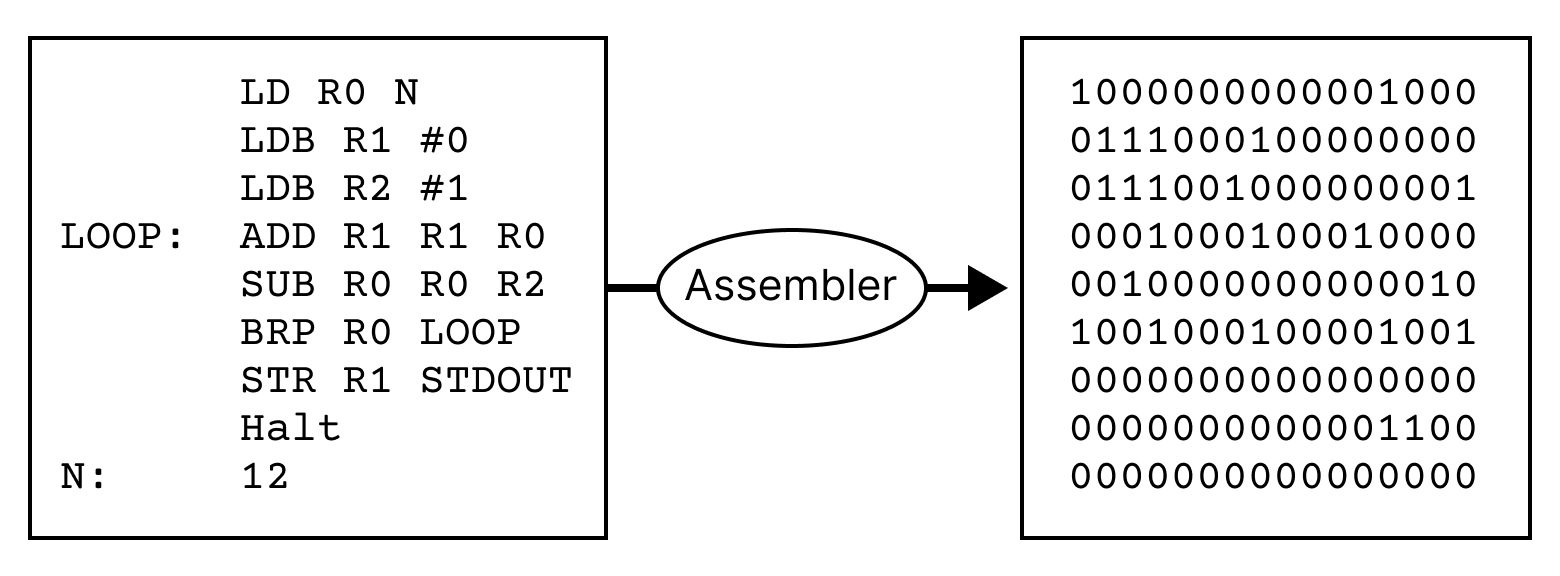 LD R0 N
LDB R1 #0
LDB R2 #1
LOOP: ADD R1 R1 R0
SUB R0 R0 R2
BRP R0 LOOP
STR R1 STDOUT
Halt
N: 12
Assembler
1000000000001000
0111000100000000
0111001000000001
0001000100010000
0010000000000010
1001000100001001
0000000000000000
0000000000001100
0000000000000000